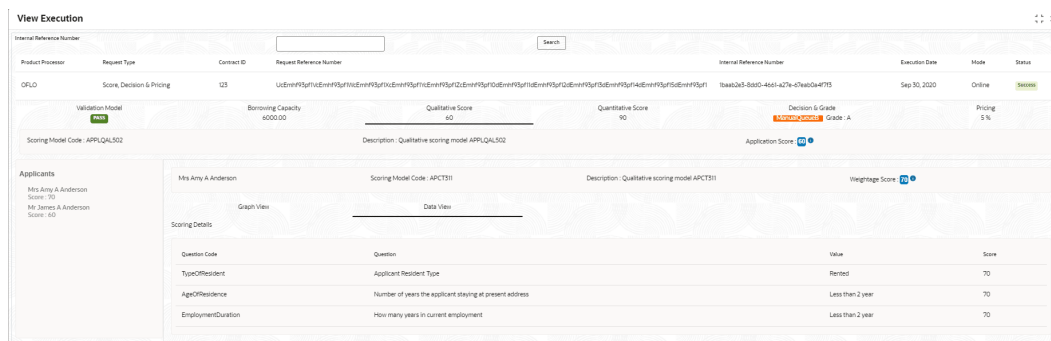 View Execution
Internal Reference Number Search
Product Processor Request Type Contract ID Request Reference Number Internal Reference Number Execution Date Mode Status
OFLO Score, Decision & Pricing 123 Sep 30, 2020 Online Success
Validation Model Borrowing Capacity Qualitative Score Quantitative Score Decision & Grade Pricing
PASS 6000.00 60 90 ManualQueueB Grade : A 5 %
Scoring Model Code : APPLQAL502 Description : Qualitative scoring model APPLQAL502 Application Score : 60
Applicants
Mrs Amy A Anderson
Score : 70
Mr James A Anderson
Score : 60
Mrs Amy A Anderson Scoring Model Code : APCT311 Description : Qualitative scoring model APCT311 Weightage Score : 70
Graph View Data View
Scoring Details
Question Code Question Value Score
TypeOfResident Applicant Resident Type Rented 70
AgeOfResidence Number of years the applicant staying at present address Less than 2 year 70
EmploymentDuration How many years in current employment Less than 2 year 70